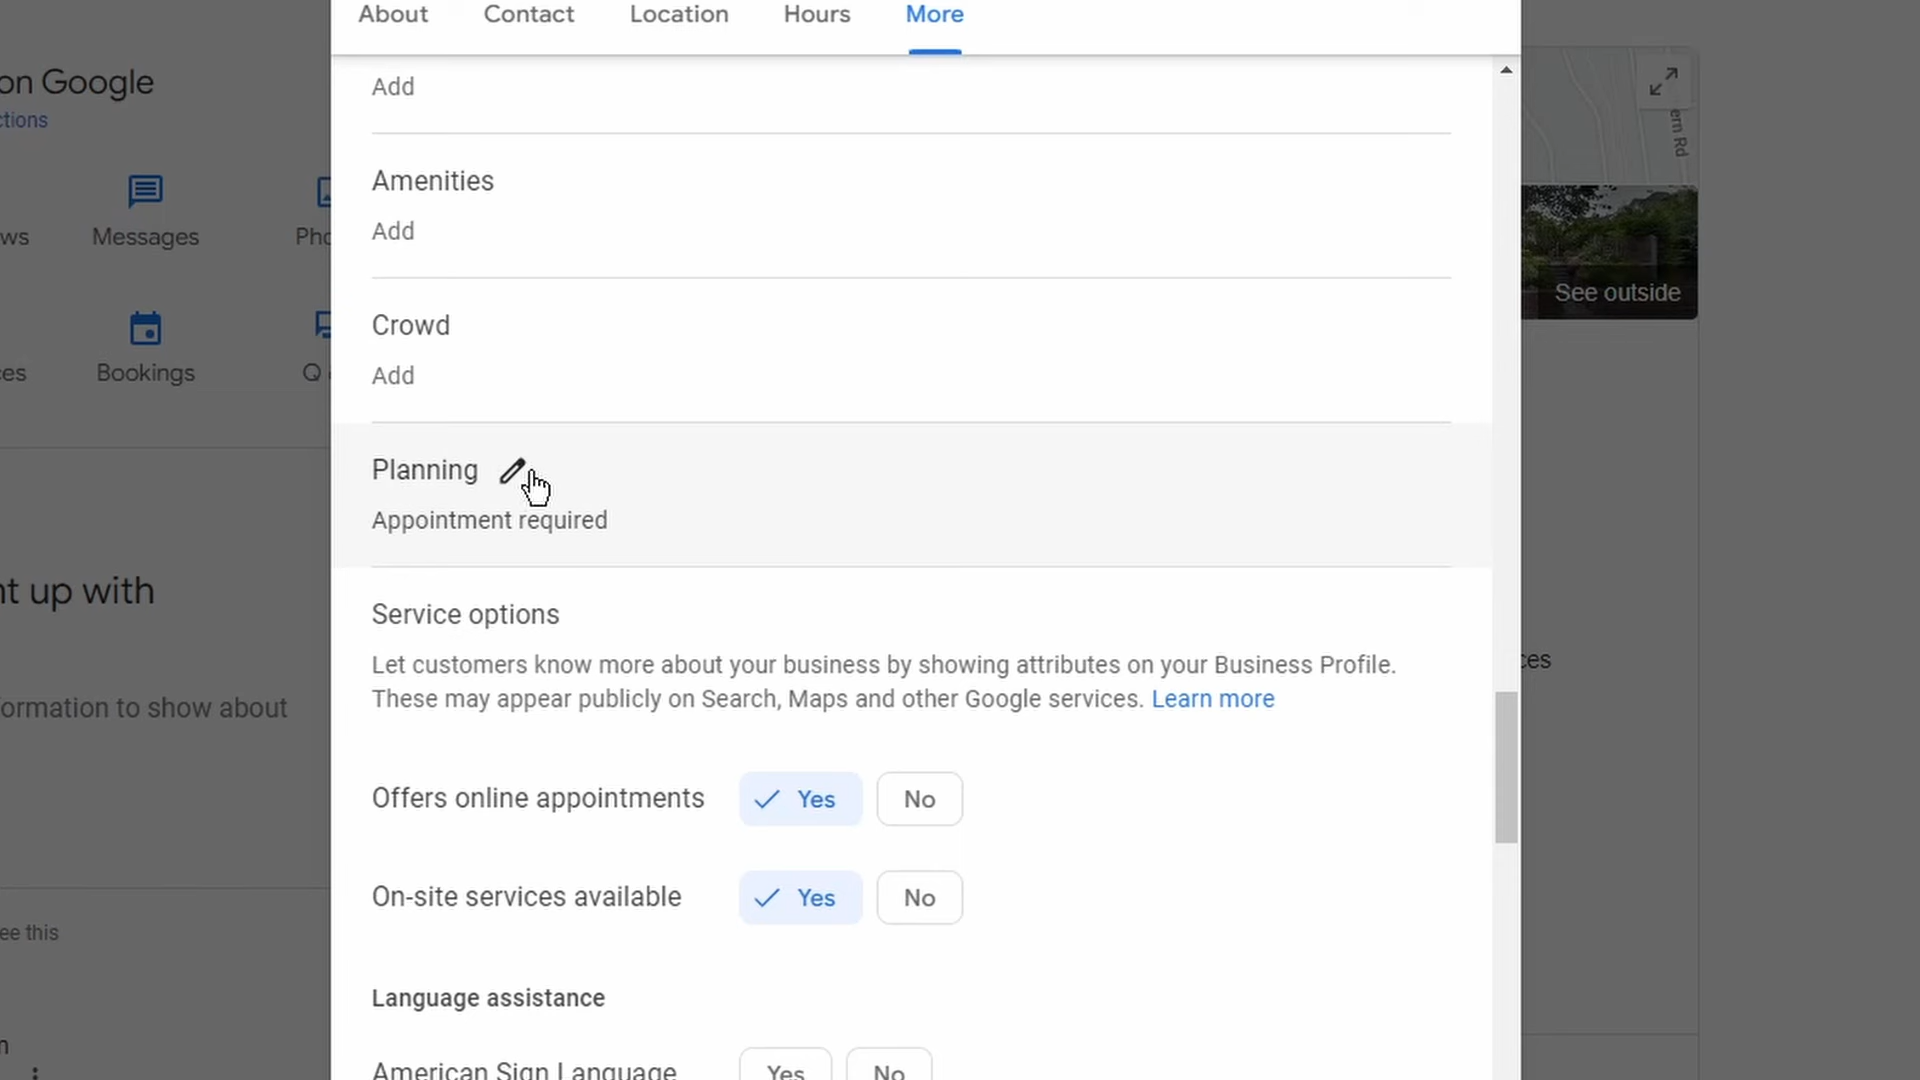 About Contact Location Hours More
on Google
ctions
ws
Messages
Pho
es
Bookings
Q
nt up with
ormation to show about
ee this
n
Add
Amenities
Add
Crowd
Add
Planning
Appointment required
Service options
Let customers know more about your business by showing attributes on your Business Profile.
These may appear publicly on Search, Maps and other Google services. Learn more
Offers online appointments Yes No
On-site services available Yes No
Language assistance
American Sign Language Yes No
ern Rd
See outside
ces